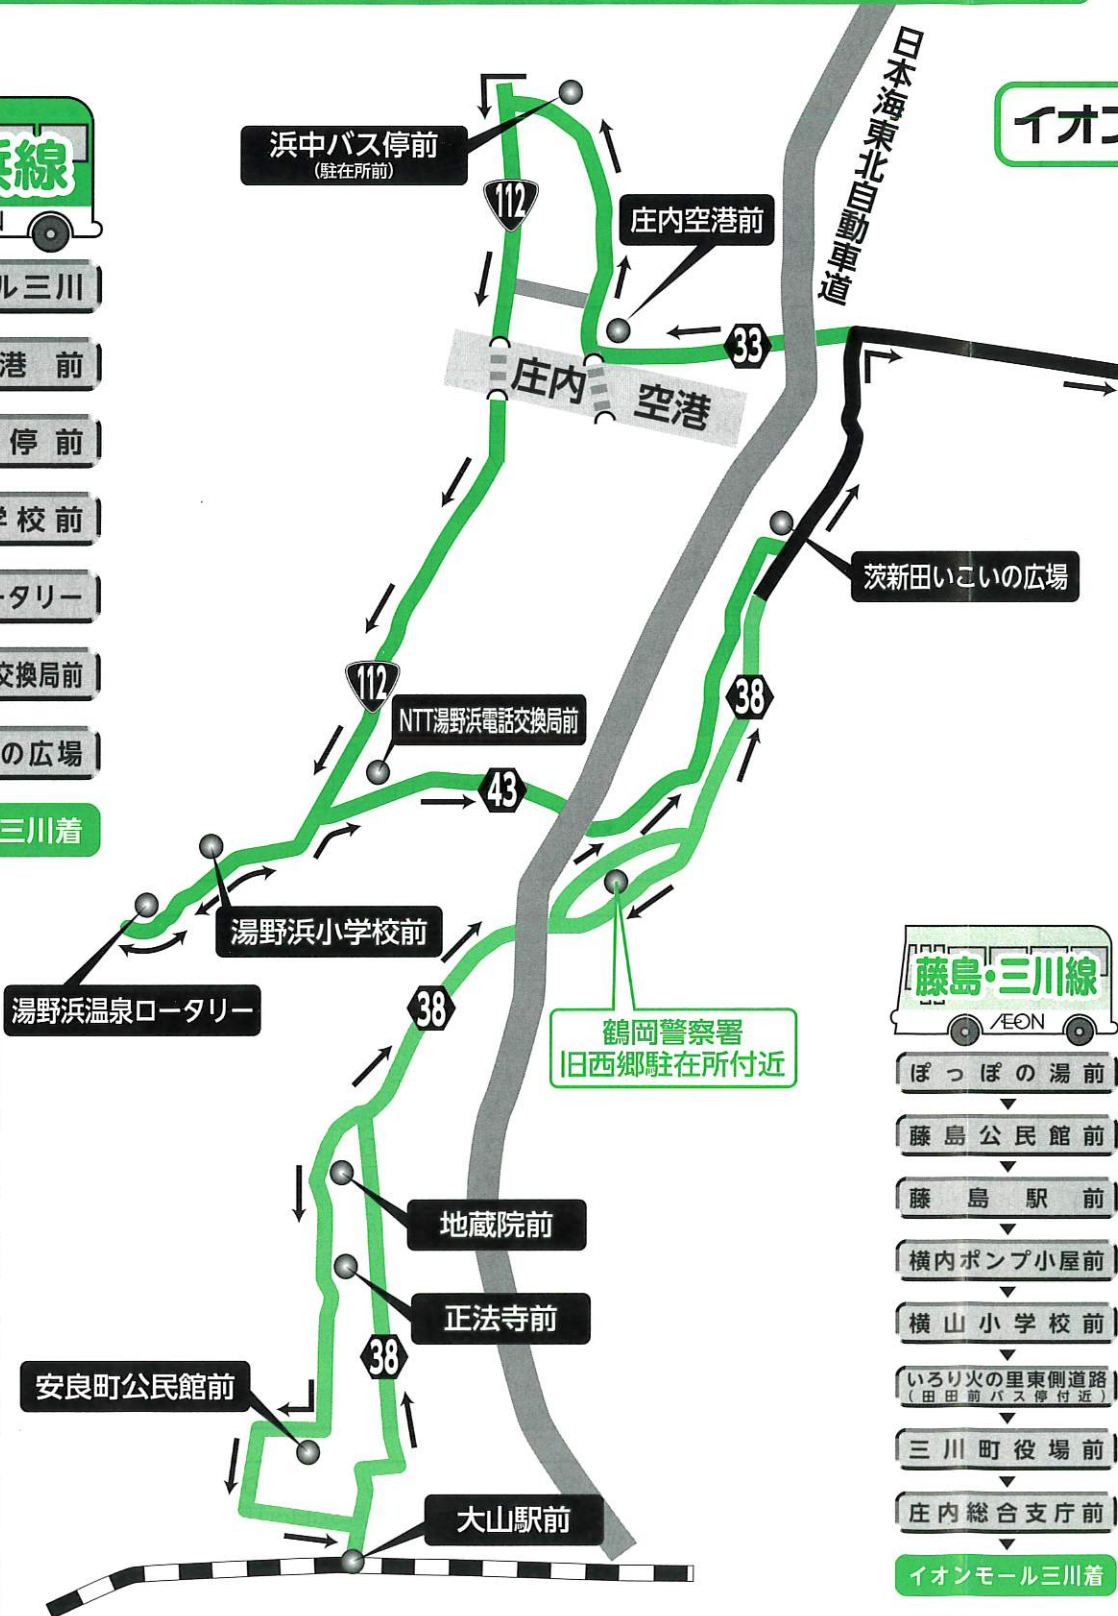 日本海東北自動車道
イオン
浜線
浜中バス停前
(駐在所前)
112
庄内空港前
33
庄内空港
ル三川
港前
停前
学校前
ータリー
交換局前
の広場
三川着
茨新田いこいの広場
112
38
NTT湯野浜電話交換局前
43
湯野浜小学校前
湯野浜温泉ロータリー
38
鶴岡警察署
旧西郷駐在所付近
地蔵院前
正法寺前
38
安良町公民館前
大山駅前
藤島・三川線
ÆON
ぽっぽの湯前
藤島公民館前
藤島駅前
横内ポンプ小屋前
横山小学校前
いろり火の里東側道路
(田田前バス停付近)
三川町役場前
庄内総合支庁前
イオンモール三川着